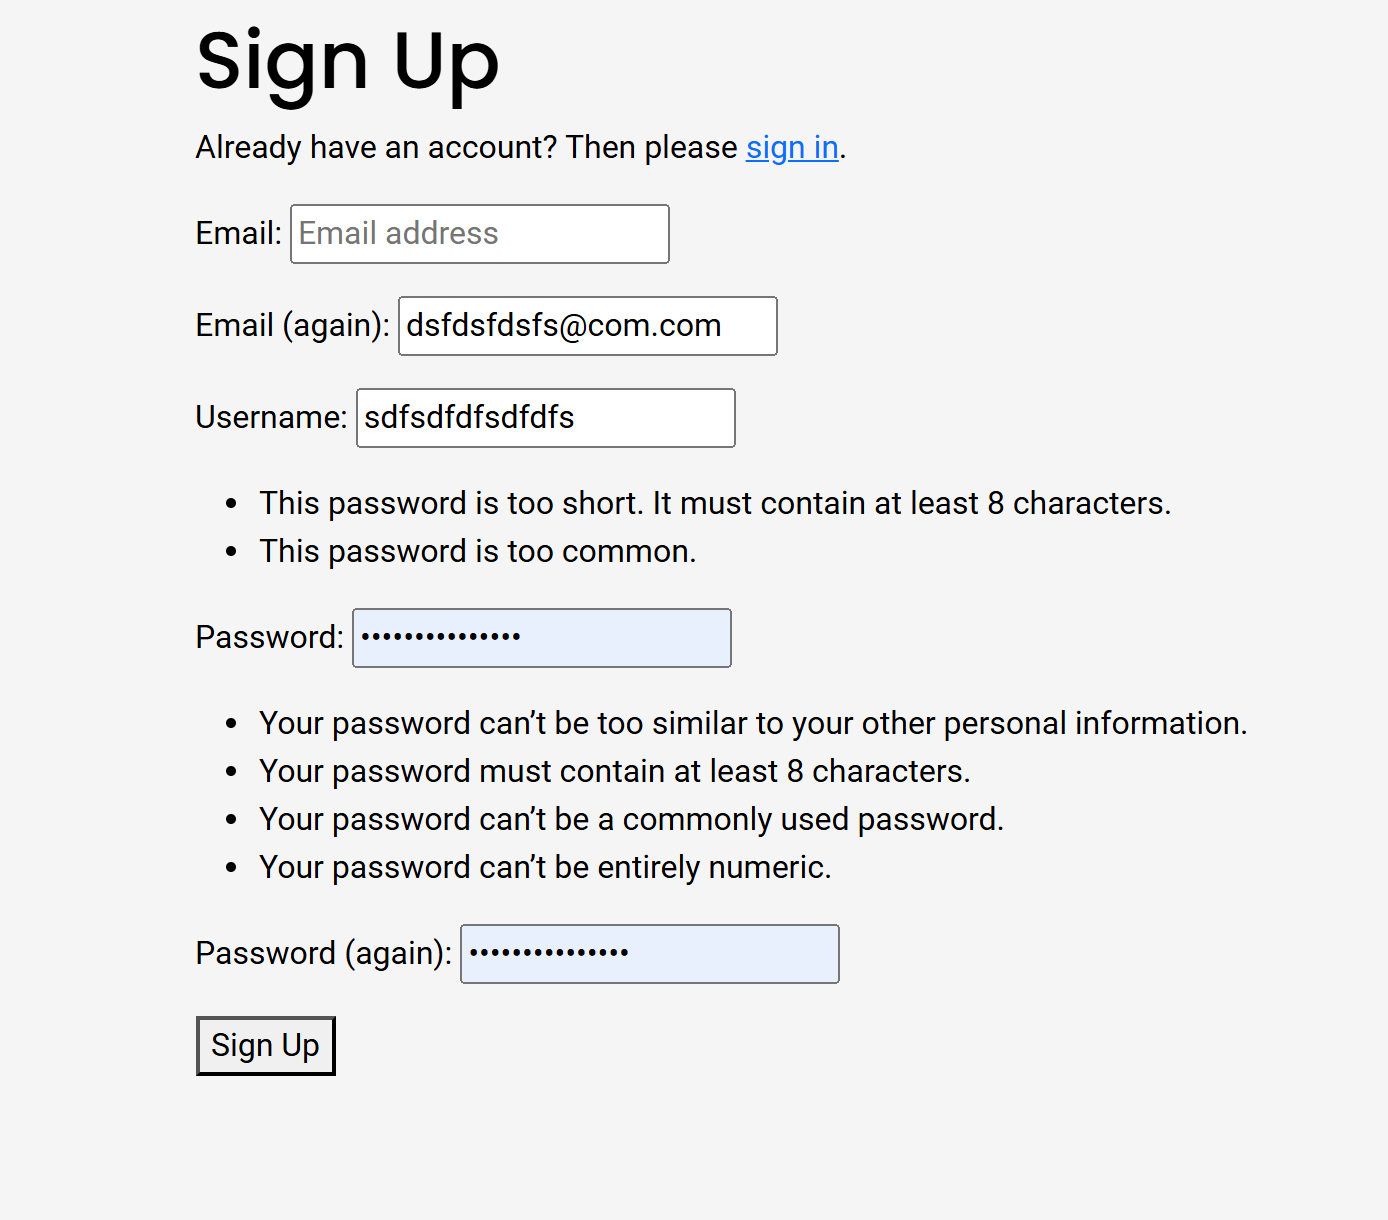 Sign Up
Already have an account? Then please sign in.
Email: Email address
Email (again): dsfdsfdsfs@com.com
Username: sdfsdfdfsdfdfs
• This password is too short. It must contain at least 8 characters.
• This password is too common.
Password: •••••••••••••••
• Your password can’t be too similar to your other personal information.
• Your password must contain at least 8 characters.
• Your password can’t be a commonly used password.
• Your password can’t be entirely numeric.
Password (again): •••••••••••••••
Sign Up